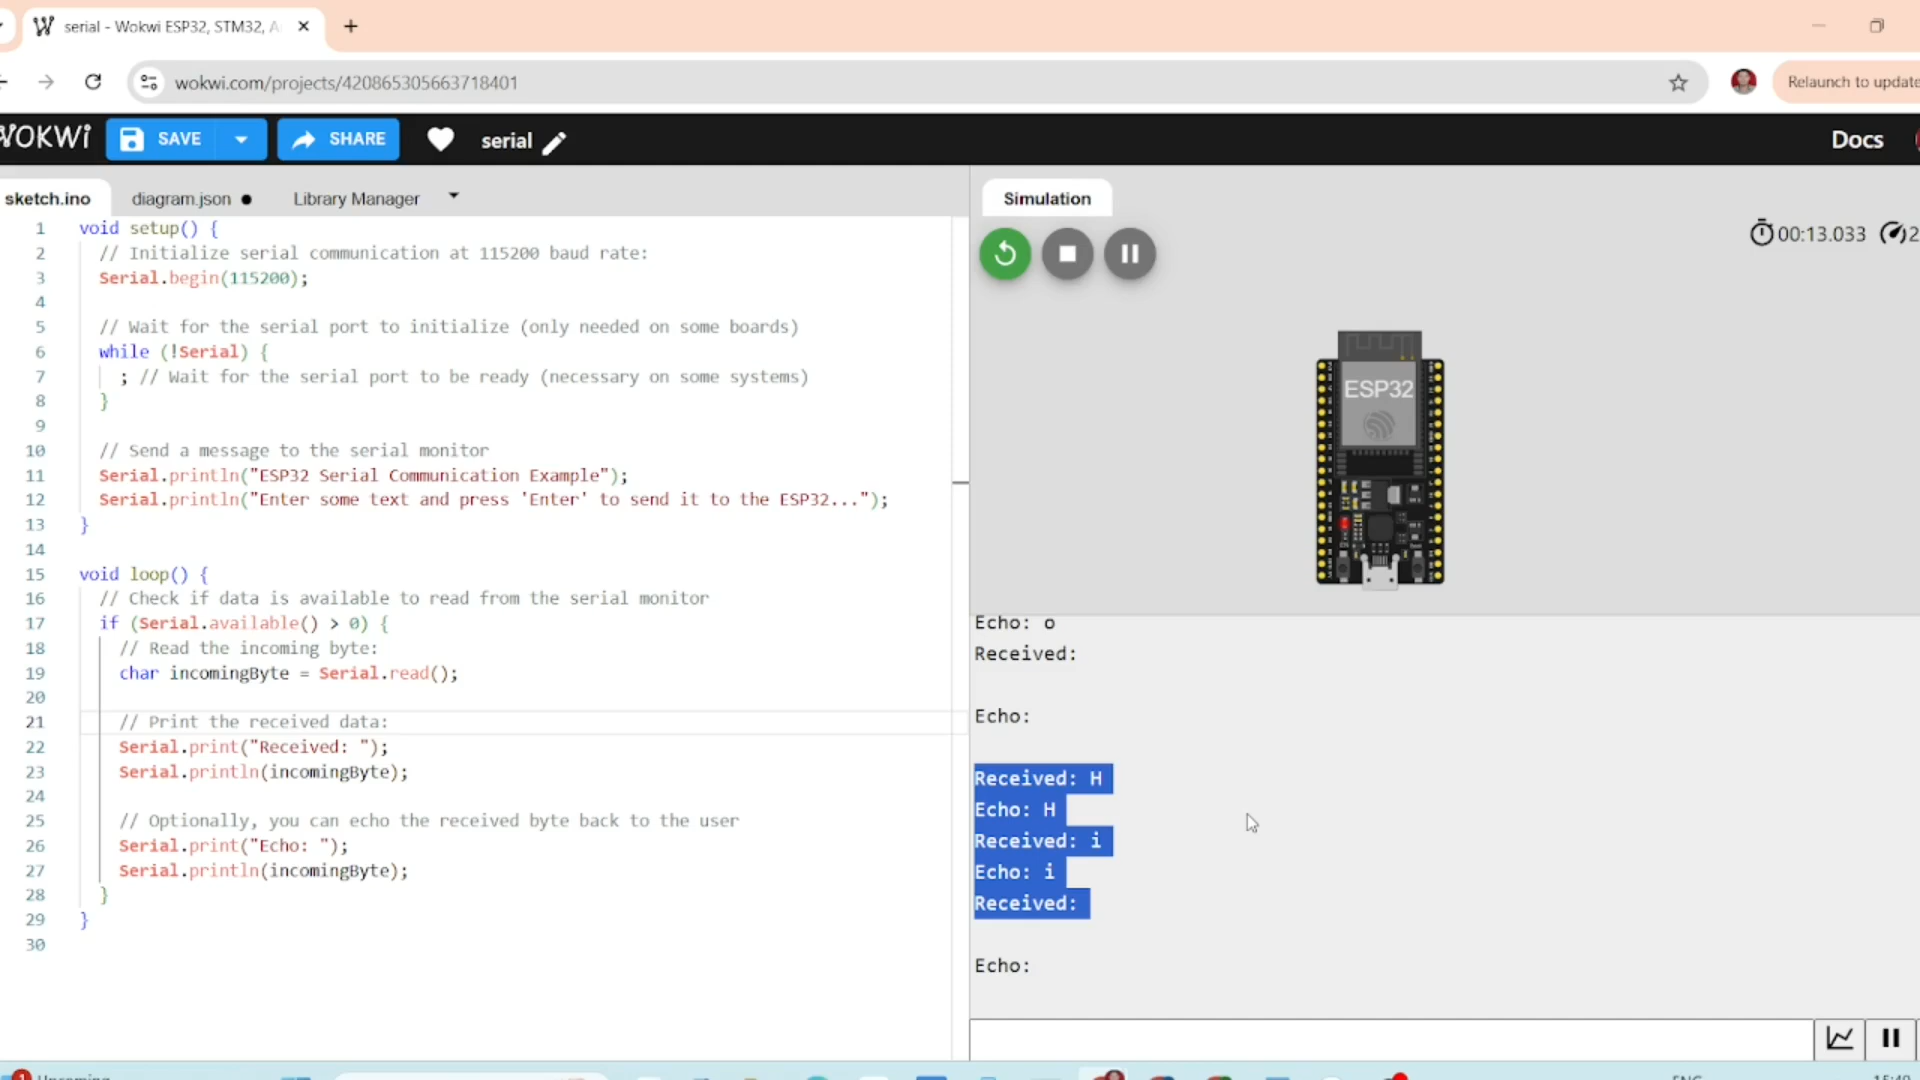 serial - Wokwi ESP32, STM32, A
wokwi.com/projects/420865305663718401
Relaunch to update
WOKWi
SAVE
SHARE
serial
Docs
sketch.ino
diagram.json
Library Manager
1 void setup() {
2 // Initialize serial communication at 115200 baud rate:
3 Serial.begin(115200);
4
5 // Wait for the serial port to initialize (only needed on some boards)
6 while (!Serial) {
7 ; // Wait for the serial port to be ready (necessary on some systems)
8 }
9
10 // Send a message to the serial monitor
11 Serial.println("ESP32 Serial Communication Example");
12 Serial.println("Enter some text and press 'Enter' to send it to the ESP32...");
13 }
14
15 void loop() {
16 // Check if data is available to read from the serial monitor
17 if (Serial.available() > 0) {
18 // Read the incoming byte:
19 char incomingByte = Serial.read();
20
21 // Print the received data:
22 Serial.print("Received: ");
23 Serial.println(incomingByte);
24
25 // Optionally, you can echo the received byte back to the user
26 Serial.print("Echo: ");
27 Serial.println(incomingByte);
28 }
29 }
30
Simulation
00:13.033
2
ESP32
Echo: o
Received:
Echo:
Received: H
Echo: H
Received: i
Echo: i
Received:
Echo: